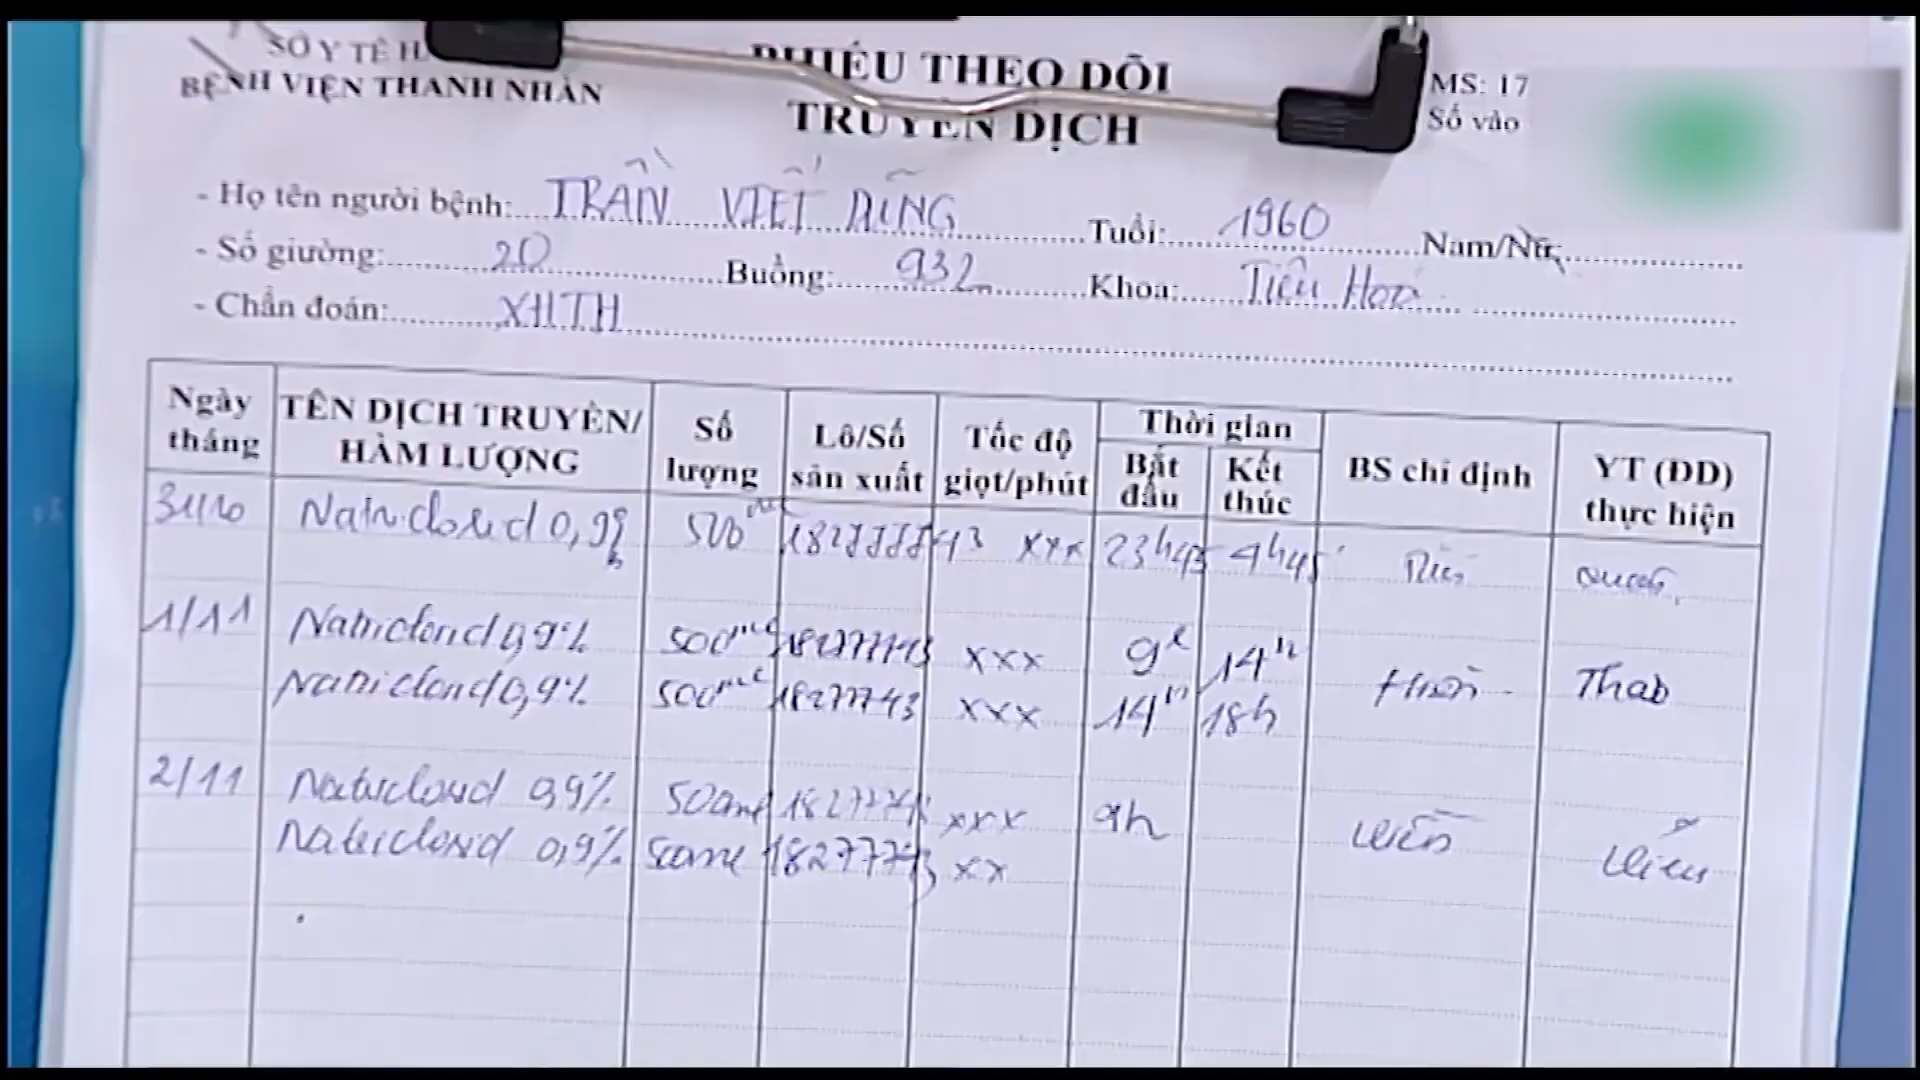 SỞ Y TẾ H
BỆNH VIỆN THANH NHÀN
PHIẾU THEO DÕI
TRUYỀN DỊCH
MS: 17
Số vào
- Họ tên người bệnh: TRẦN VIẾT DŨNG Tuổi: 1960 Nam/Nữ:
- Số giường: 20 Buồng: 932 Khoa: Tiêu Hoá
- Chẩn đoán: XHTH
Ngày tháng TÊN DỊCH TRUYỀN/ HÀM LƯỢNG Số lượng Lô/Số sản xuất Tốc độ giọt/phút Thời gian Bắt đầu Kết thúc BS chỉ định YT (ĐD) thực hiện
31/10 Natriclorid 0,9% 500ml xxx 23h45 4h45'
1/11 Natriclorid 0,9% 500ml 18277743 xxx 9h 14h
Natriclorid 0,9% 500ml 18277743 xxx 14h 18h Thao
2/11 Natriclorid 0,9% 500ml xxx 9h
Natriclorid 0,9% 500ml 18277743 xx